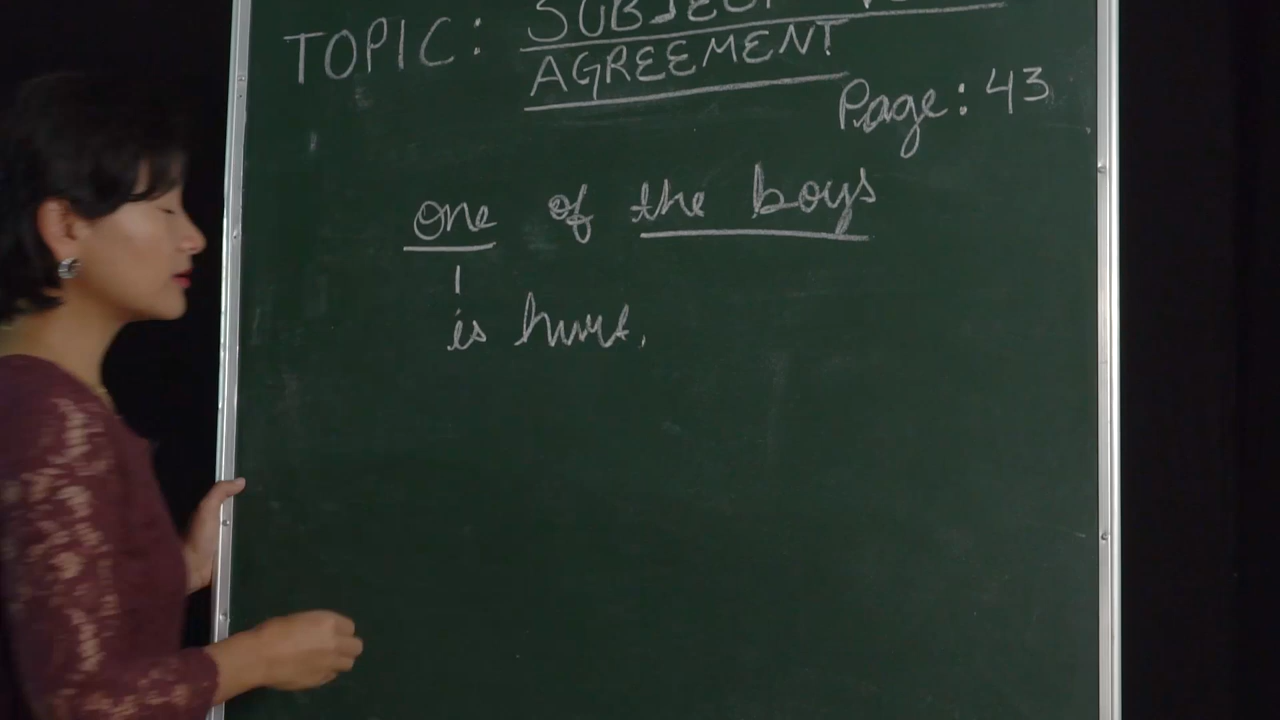 TOPIC: SUBJECT
AGREEMENT
Page: 43
one of the boys
is hurt.